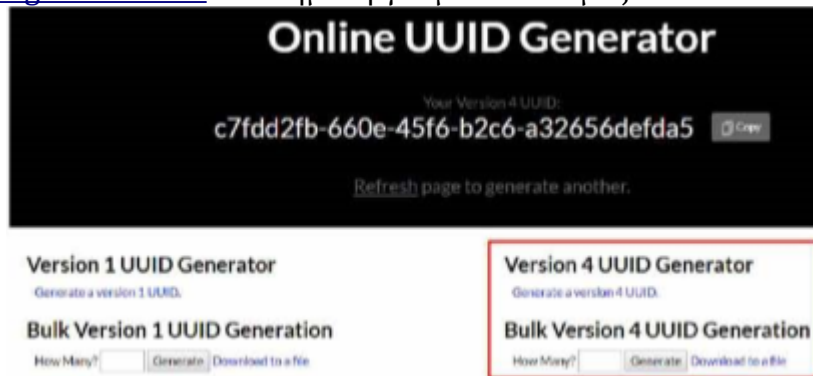 Online UUID Generator
Your Version 4 UUID:
c7fdd2fb-660e-45f6-b2c6-a32656defda5 Copy
Refresh page to generate another.
Version 1 UUID Generator
Generate a version 1 UUID.
Bulk Version 1 UUID Generation
How Many? Generate Download to a file
Version 4 UUID Generator
Generate a version 4 UUID.
Bulk Version 4 UUID Generation
How Many? Generate Download to a file